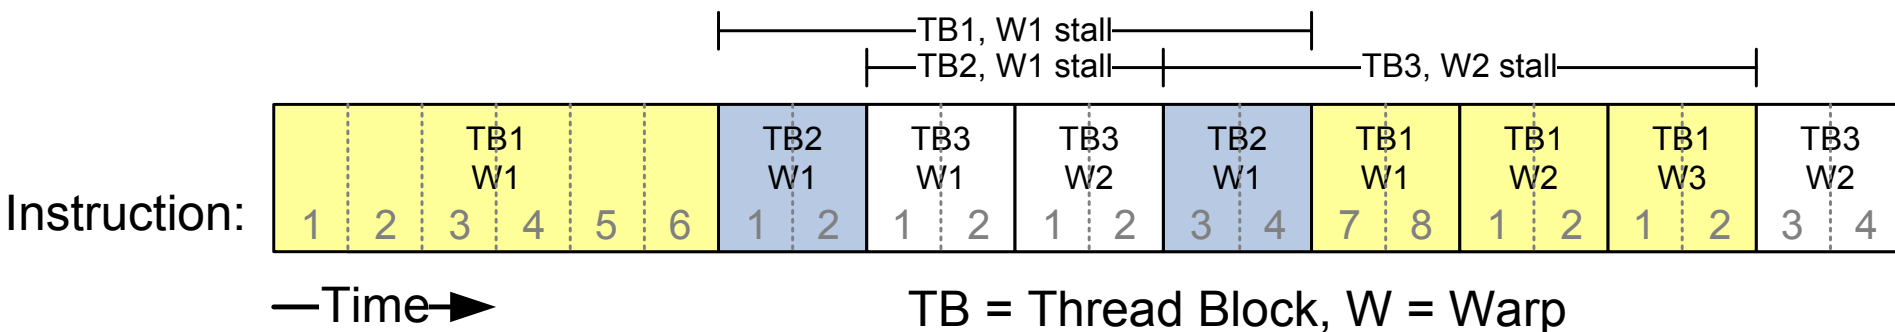 TB1, W1 stall
TB2, W1 stall
TB3, W2 stall
TB1 TB2 TB3 TB3 TB2 TB1 TB1 TB1 TB3
W1 W1 W1 W2 W1 W1 W2 W3 W2
Instruction: 1 2 3 4 5 6 1 2 1 2 1 2 3 4 7 8 1 2 1 2 3 4
Time
TB = Thread Block, W = Warp